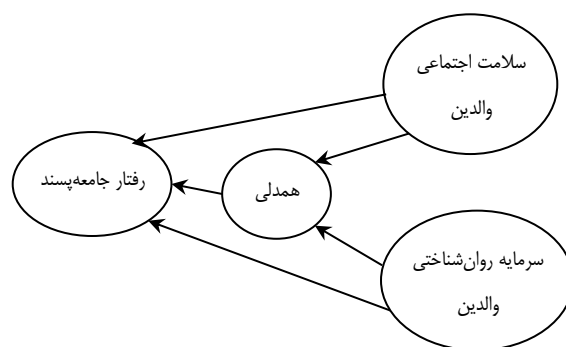 سلامت اجتماعی
والدین
همدلی
رفتار جامعه‌پسند
سرمایه روان‌شناختی
والدین